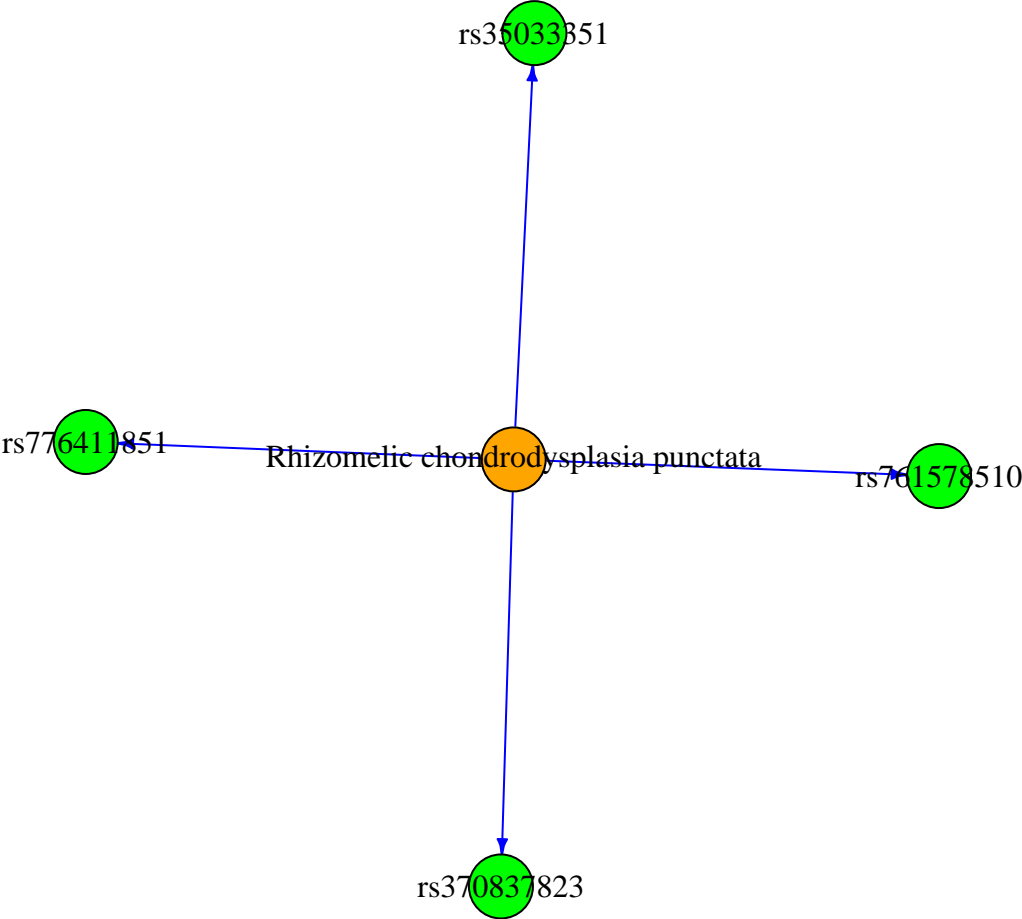 rs35033351
rs776411851
Rhizomelic chondrodysplasia punctata
rs761578510
rs370837823